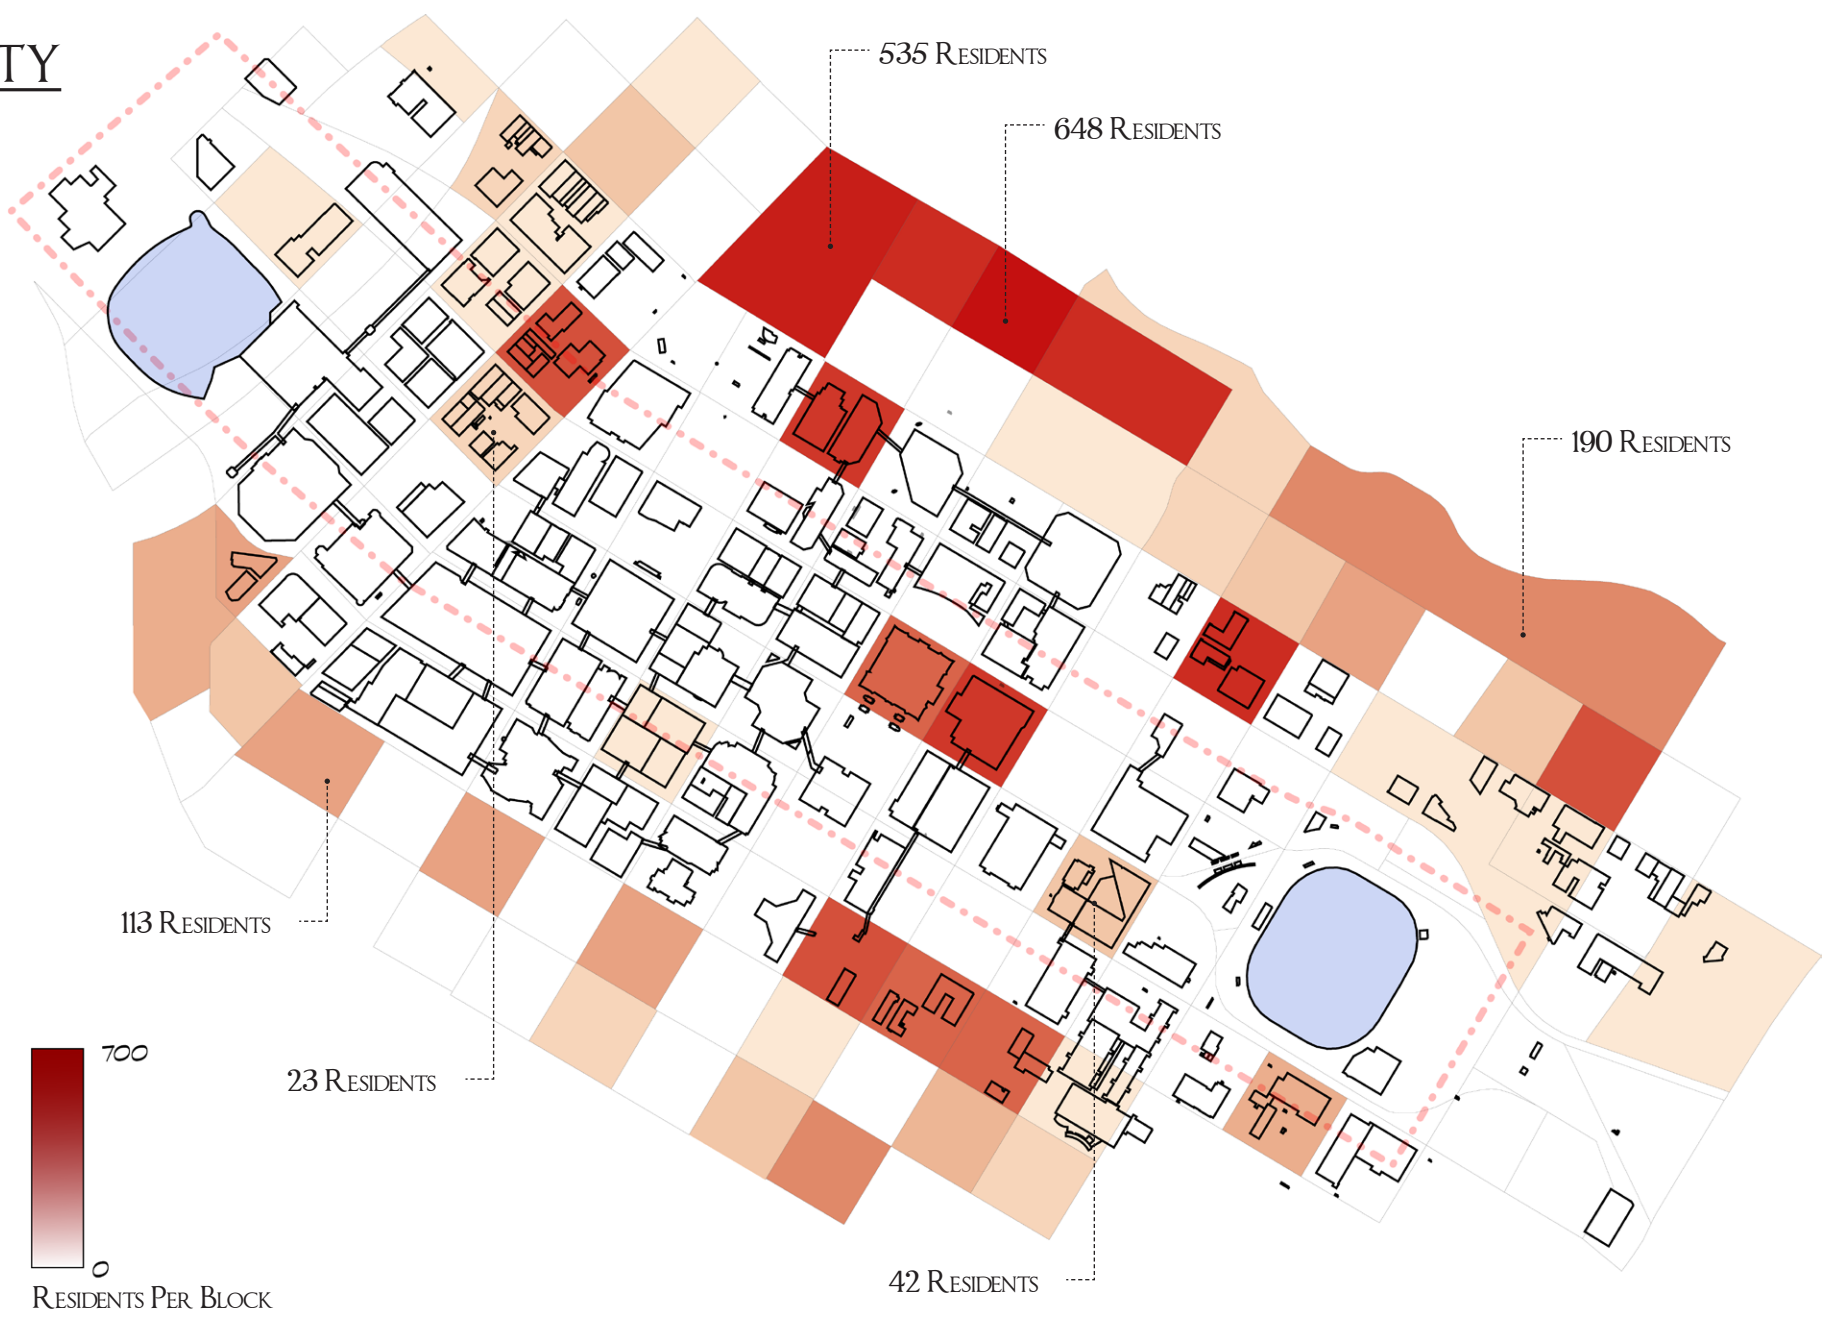 TY
535 Residents
648 Residents
190 Residents
113 Residents
23 Residents
42 Residents
700
0
Residents Per Block